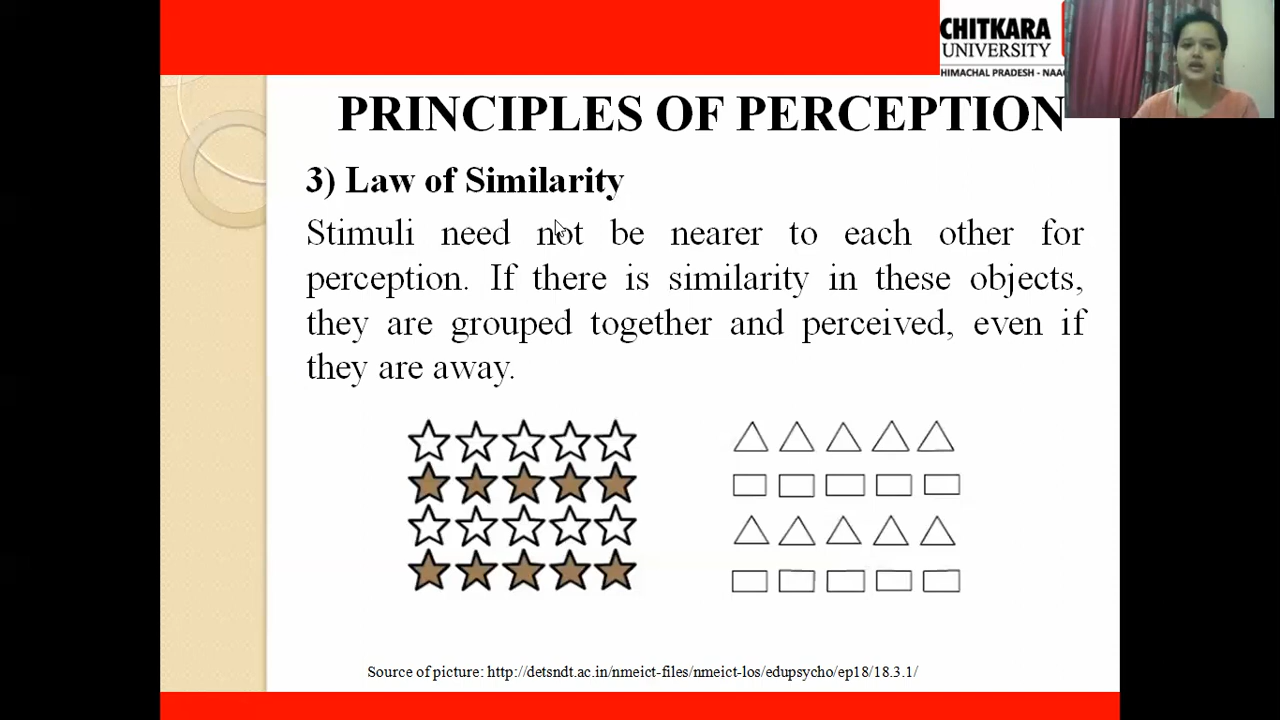 CHITKARA
UNIVERSITY
HIMACHAL PRADESH -
PRINCIPLES OF PERCEPTION
3) Law of Similarity
Stimuli need not be nearer to each other for
perception. If there is similarity in these objects,
they are grouped together and perceived, even if
they are away.
Source of picture: http://detsndt.ac.in/nmeict-files/nmeict-los/edupsycho/ep18/18.3.1/